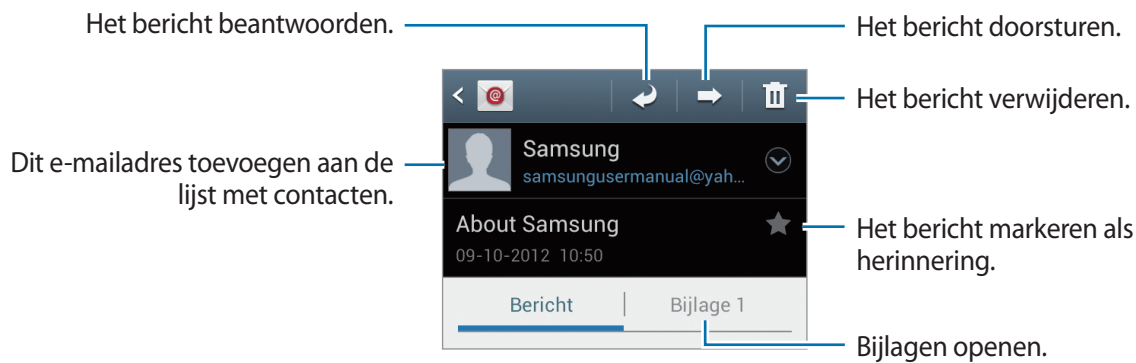 Het bericht beantwoorden.
Het bericht doorsturen.
Het bericht verwijderen.
Dit e-mailadres toevoegen aan de
lijst met contacten.
@
Samsung
samsungusermanual@yah...
About Samsung
09-10-2012 10:50
Het bericht markeren als
herinnering.
Bericht
Bijlage 1
Bijlagen openen.